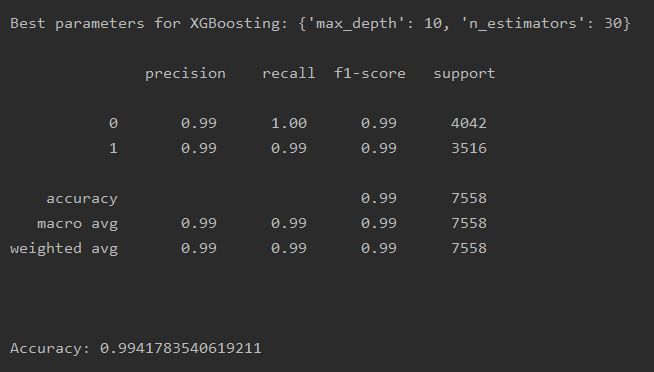 Best parameters for XGBoosting: {'max_depth': 10, 'n_estimators': 30}
precision recall f1-score support
0 0.99 1.00 0.99 4042
1 0.99 0.99 0.99 3516
accuracy 0.99 7558
macro avg 0.99 0.99 0.99 7558
weighted avg 0.99 0.99 0.99 7558
Accuracy: 0.9941783540619211